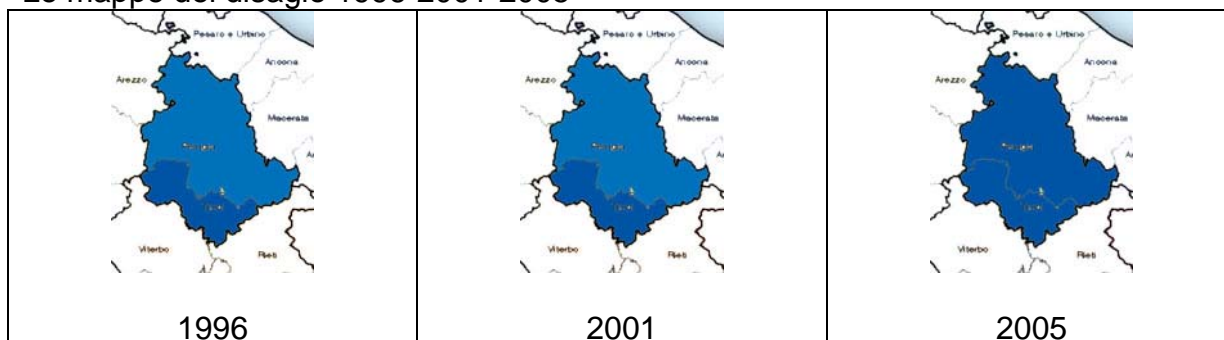 Le mappe del disagio 1996-2001-2005
Pesaro e Urbino
Arezzo
Ancona
Macerata
Perugia
Terni
Viterbo
Rieti
1996
Pesaro e Urbino
Arezzo
Ancona
Macerata
Perugia
Terni
Viterbo
Rieti
2001
Pesaro e Urbino
Arezzo
Ancona
Macerata
Perugia
Terni
Viterbo
Rieti
2005